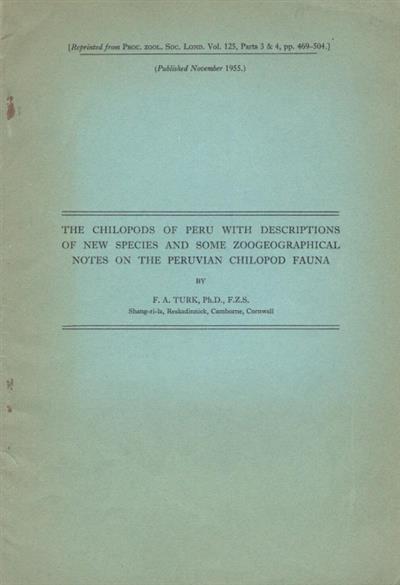 [Reprinted from PROC. ZOOL. SOC. LOND. Vol. 125, Parts 3 & 4, pp. 469–504.]
(Published November 1955.)
THE CHILOPODS OF PERU WITH DESCRIPTIONS
OF NEW SPECIES AND SOME ZOOGEOGRAPHICAL
NOTES ON THE PERUVIAN CHILOPOD FAUNA
BY
F. A. TURK, Ph.D., F.Z.S.
Shang-ri-la, Reskadinnick, Camborne, Cornwall